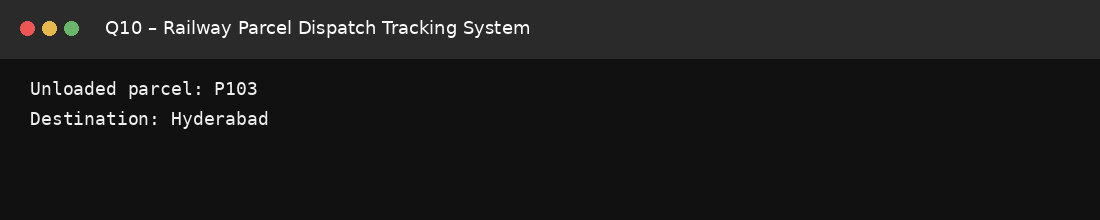 Q10 – Railway Parcel Dispatch Tracking System
Unloaded parcel: P103
Destination: Hyderabad